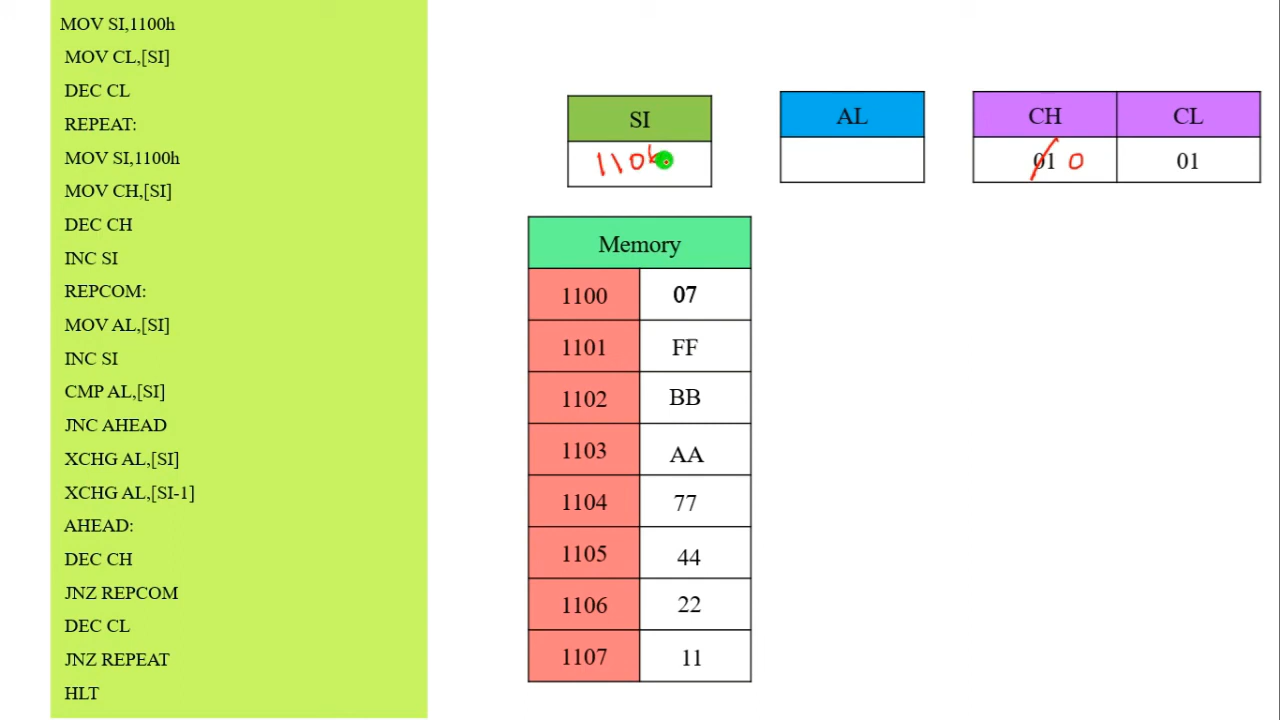 MOV SI,1100h
MOV CL,[SI]
DEC CL
REPEAT:
MOV SI,1100h
MOV CH,[SI]
DEC CH
INC SI
REPCOM:
MOV AL,[SI]
INC SI
CMP AL,[SI]
JNC AHEAD
XCHG AL,[SI]
XCHG AL,[SI-1]
AHEAD:
DEC CH
JNZ REPCOM
DEC CL
JNZ REPEAT
HLT
SI
AL
CH CL
01 0 01
Memory
1100 07
1101 FF
1102 BB
1103 AA
1104 77
1105 44
1106 22
1107 11